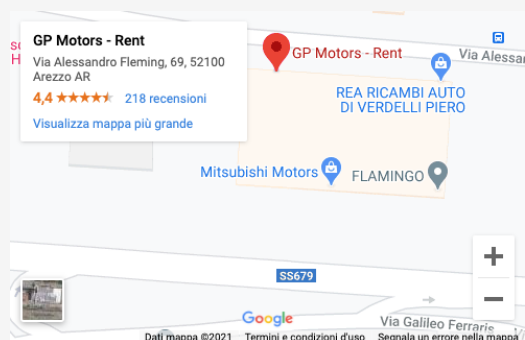 GP Motors - Rent
Via Alessandro Fleming, 69, 52100
Arezzo AR
4,4 218 recensioni
Visualizza mappa più grande
GP Motors - Rent
Via Alessa
REA RICAMBI AUTO
DI VERDELLI PIERO
Mitsubishi Motors
FLAMINGO
SS679
Google
Via Galileo Ferraris
Dati mappa ©2021 Termini e condizioni d'uso Segnala un errore nella mappa